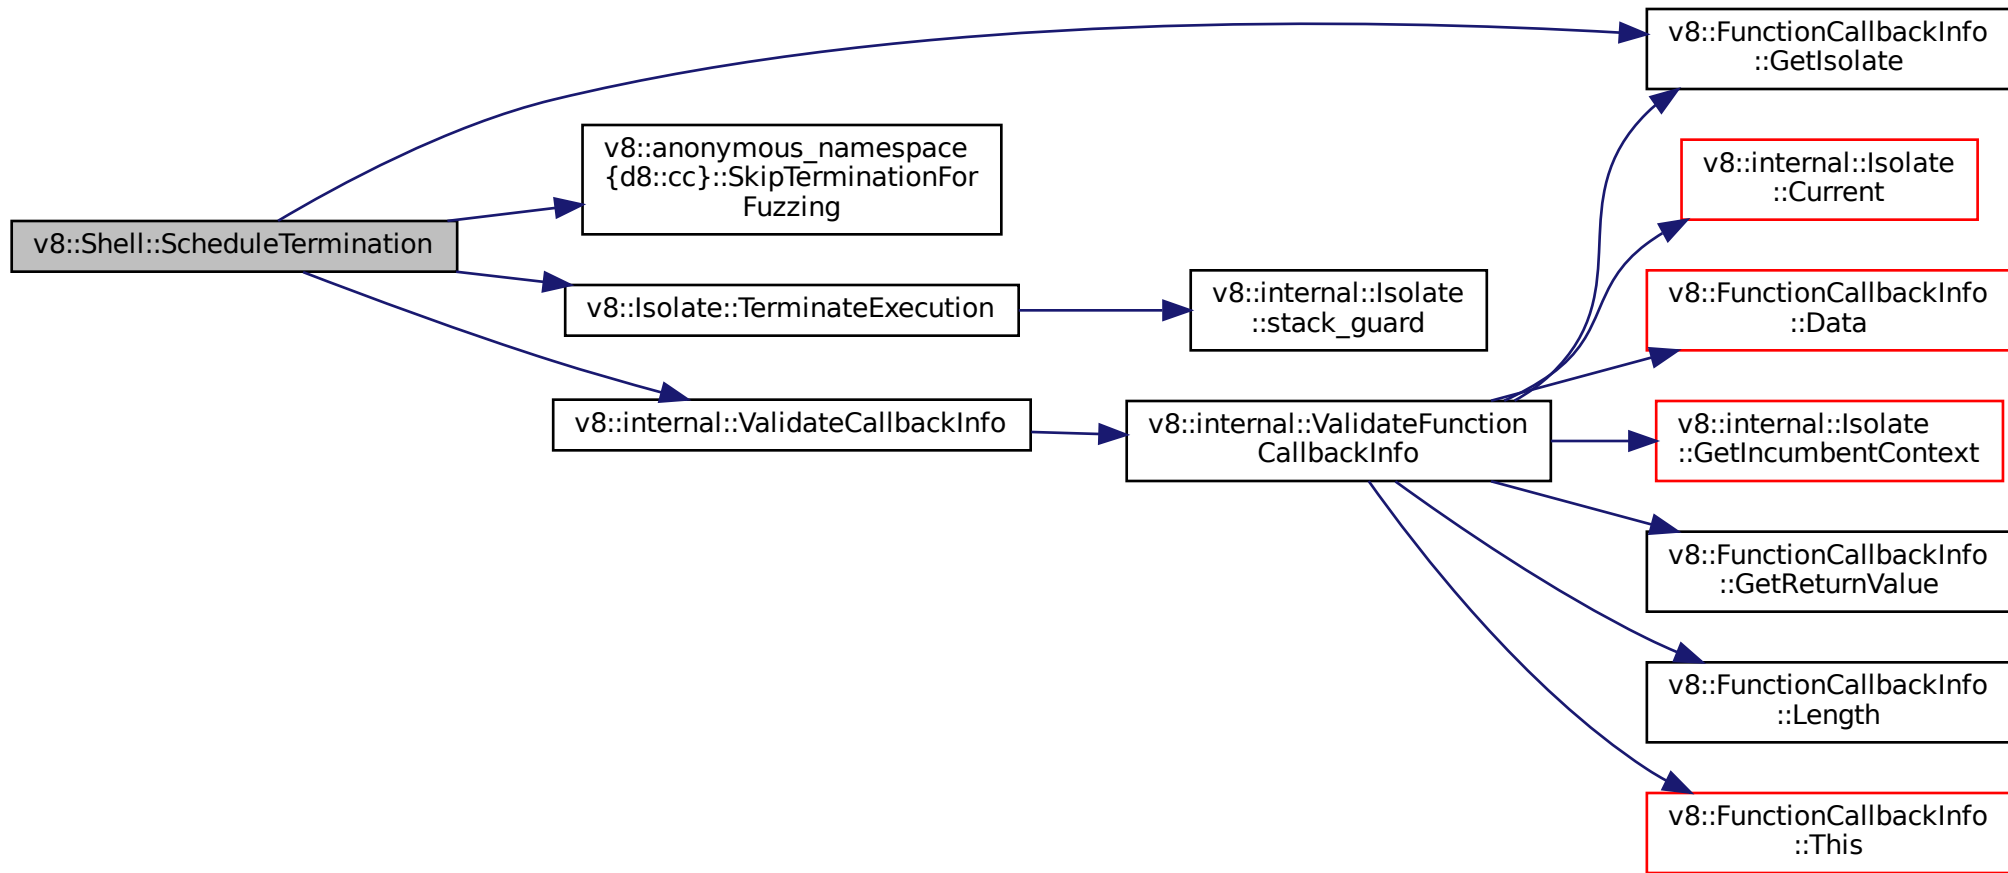 v8::FunctionCallbackInfo
::GetIsolate
v8::anonymous_namespace
{d8::cc}::SkipTerminationFor
Fuzzing
v8::internal::Isolate
::Current
v8::Shell::ScheduleTermination
v8::Isolate::TerminateExecution
v8::internal::Isolate
::stack_guard
v8::FunctionCallbackInfo
::Data
v8::internal::ValidateCallbackInfo
v8::internal::ValidateFunction
CallbackInfo
v8::internal::Isolate
::GetIncumbentContext
v8::FunctionCallbackInfo
::GetReturnValue
v8::FunctionCallbackInfo
::Length
v8::FunctionCallbackInfo
::This